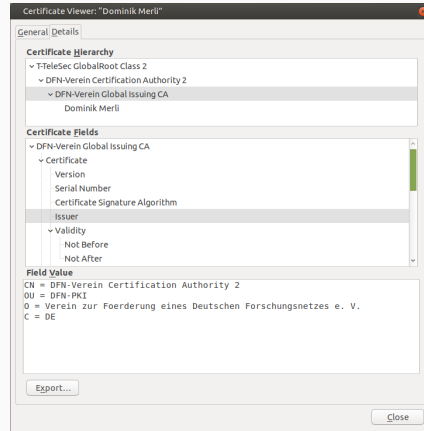 Certificate Viewer: "Dominik Merli"
General Details
Certificate Hierarchy
T-TeleSec GlobalRoot Class 2
DFN-Verein Certification Authority 2
DFN-Verein Global Issuing CA
Dominik Merli
Certificate Fields
DFN-Verein Global Issuing CA
Certificate
Version
Serial Number
Certificate Signature Algorithm
Issuer
Validity
Not Before
Not After
Field Value
CN = DFN-Verein Certification Authority 2
OU = DFN-PKI
O = Verein zur Foerderung eines Deutschen Forschungsnetzes e. V.
C = DE
Export...
Close